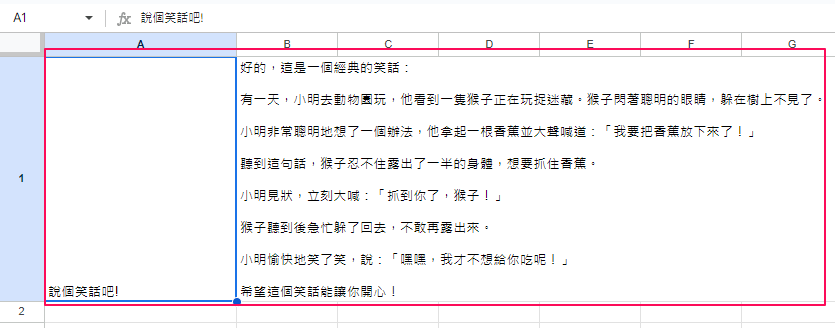 A1
fx 說個笑話吧!
A B C D E F G
1
好的，這是一個經典的笑話：
有一天，小明去動物園玩，他看到一隻猴子正在玩捉迷藏。猴子閃著聰明的眼睛，躲在樹上不見了。
小明非常聰明地想了一個辦法，他拿起一根香蕉並大聲喊道：「我要把香蕉放下來了！」
聽到這句話，猴子忍不住露出了一半的身體，想要抓住香蕉。
小明見狀，立刻大喊：「抓到你了，猴子！」
猴子聽到後急忙躲了回去，不敢再露出來。
小明愉快地笑了笑，說：「嘿嘿，我才不想給你吃呢！」
說個笑話吧! 希望這個笑話能讓你開心！
2